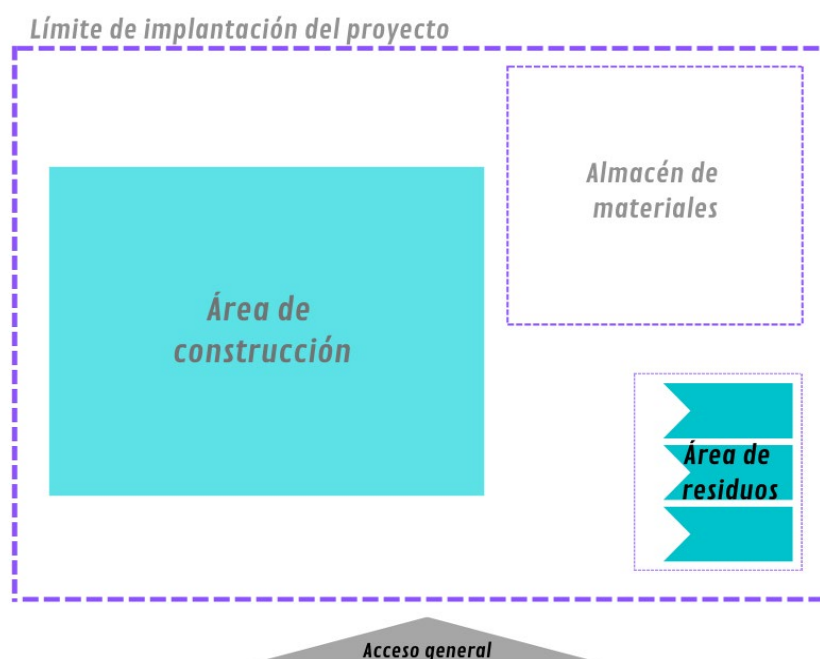 Límite de implantación del proyecto
Almacén de
materiales
Área de
construcción
Área de
residuos
Acceso general